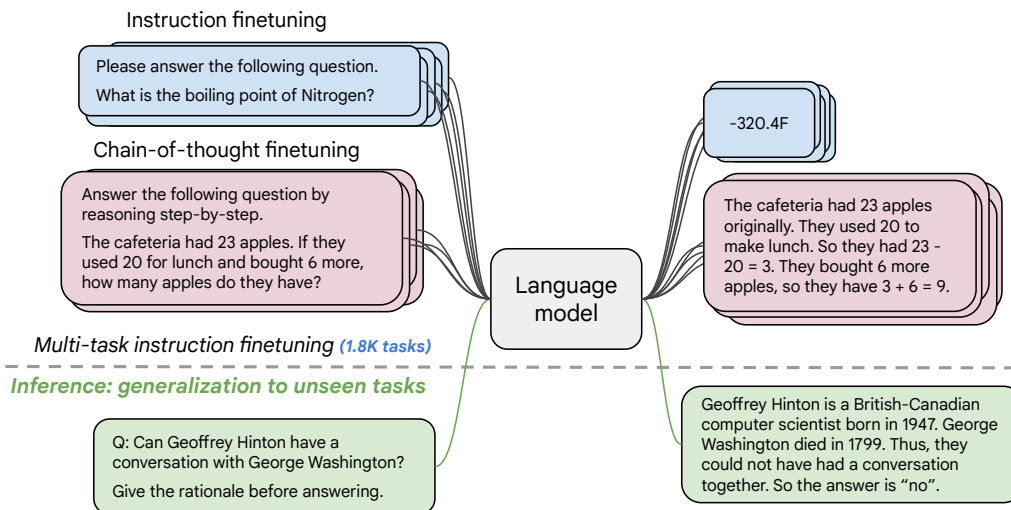 Instruction finetuning
Please answer the following question.
What is the boiling point of Nitrogen?
-320.4F
Chain-of-thought finetuning
Answer the following question by
reasoning step-by-step.
The cafeteria had 23 apples. If they
used 20 for lunch and bought 6 more,
how many apples do they have?
The cafeteria had 23 apples
originally. They used 20 to
make lunch. So they had 23 -
20 = 3. They bought 6 more
apples, so they have 3 + 6 = 9.
Language
model
Multi-task instruction finetuning (1.8K tasks)
Inference: generalization to unseen tasks
Q: Can Geoffrey Hinton have a
conversation with George Washington?
Give the rationale before answering.
Geoffrey Hinton is a British-Canadian
computer scientist born in 1947. George
Washington died in 1799. Thus, they
could not have had a conversation
together. So the answer is “no”.